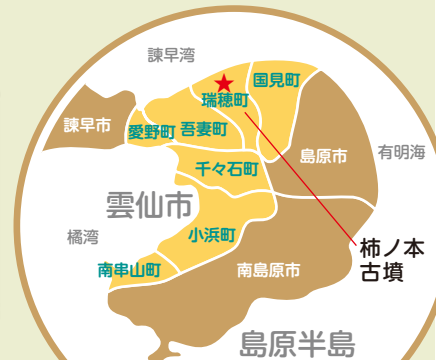 諫早湾
国見町
瑞穂町
諫早市
愛野町
吾妻町
島原市
有明海
千々石町
雲仙市
橘湾
小浜町
柿ノ本
古墳
南串山町
南島原市
島原半島